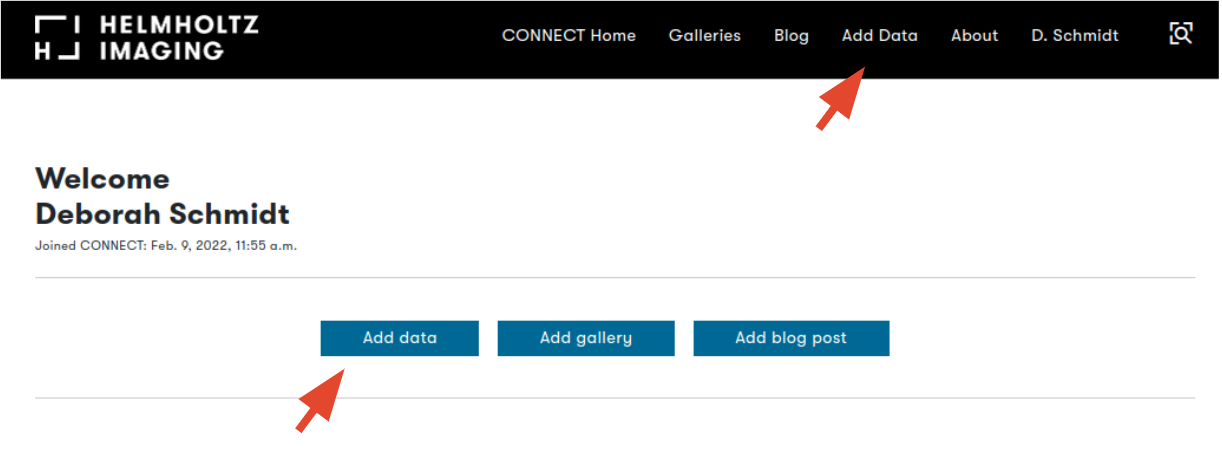 HELMHOLTZ
IMAGING
CONNECT Home Galleries Blog Add Data About D. Schmidt
Welcome
Deborah Schmidt
Joined CONNECT: Feb. 9, 2022, 11:55 a.m.
Add data Add gallery Add blog post